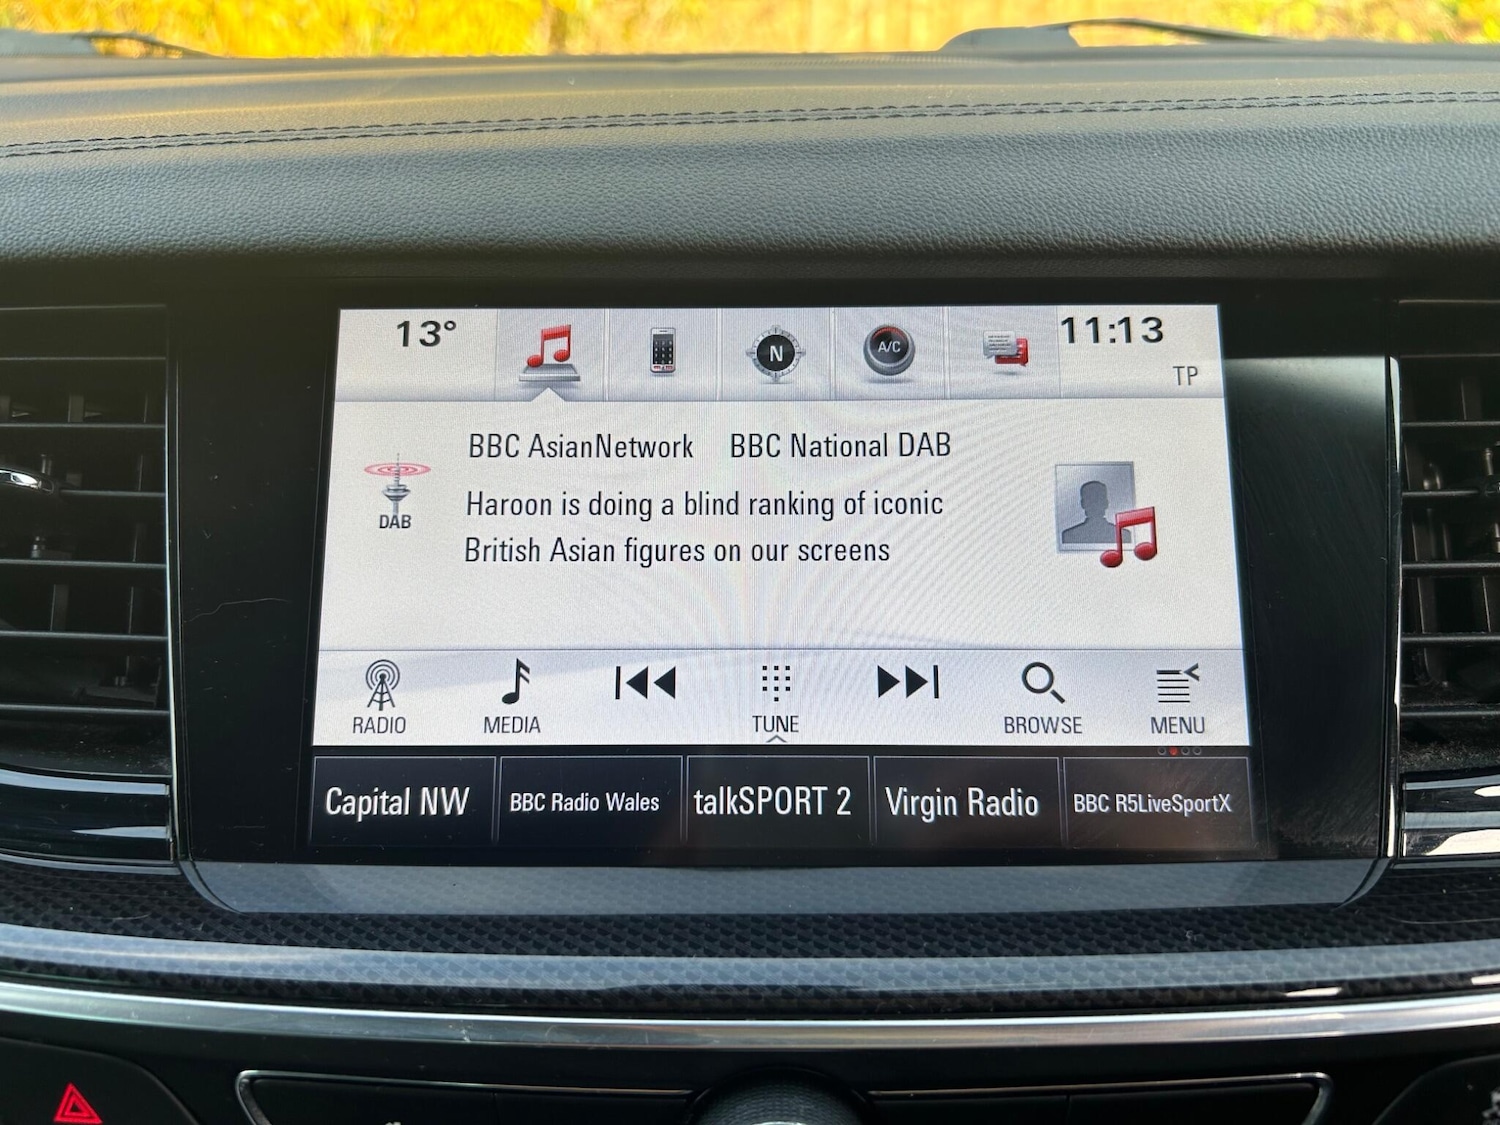 13° N A/C 11:13
TP
BBC AsianNetwork BBC National DAB
Haroon is doing a blind ranking of iconic
British Asian figures on our screens
DAB
RADIO MEDIA TUNE BROWSE MENU
Capital NW BBC Radio Wales talkSPORT 2 Virgin Radio BBC R5LiveSportX